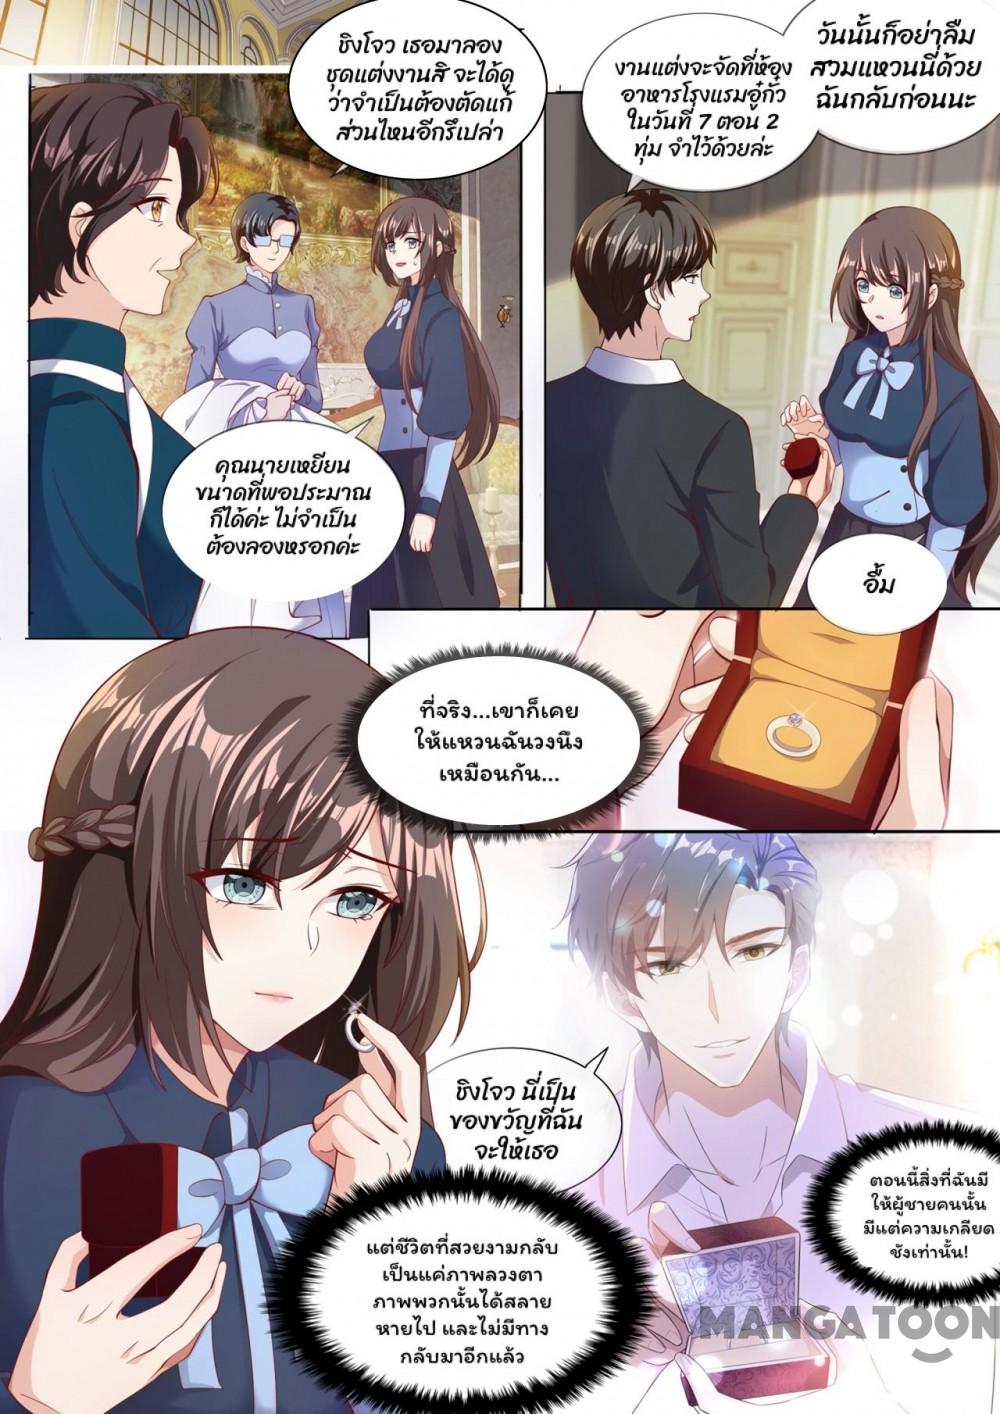 ชิงโจว เธอมาลอง
ชุดแต่งงานสิ จะได้ดู
ว่าจำเป็นต้องตัดแก้
ส่วนไหนอีกรึเปล่า
คุณนายเหยียน
ขนาดที่พอประมาณ
ก็ได้ค่ะ ไม่จำเป็น
ต้องลองหรอกค่ะ
งานแต่งจะจัดที่ห้อง
อาหารโรงแรมอู๋กั๋ว
ในวันที่ 7 ตอน 2
ทุ่ม จำไว้ด้วยล่ะ
วันนั้นก็อย่าลืม
สวมแหวนนี้ด้วย
ฉันกลับก่อนนะ
อื้ม
ที่จริง...เขาก็เคย
ให้แหวนฉันวงนึง
เหมือนกัน...
ชิงโจว นี่เป็น
ของขวัญที่ฉัน
จะให้เธอ
แต่ชีวิตที่สวยงามกลับ
เป็นแค่ภาพลวงตา
ภาพพวกนั้นได้สลาย
หายไป และไม่มีทาง
กลับมาอีกแล้ว
ตอนนี้สิ่งที่ฉันมี
ให้ผู้ชายคนนั้น
มีแต่ความเกลียด
ชังเท่านั้น!
MANGATOON